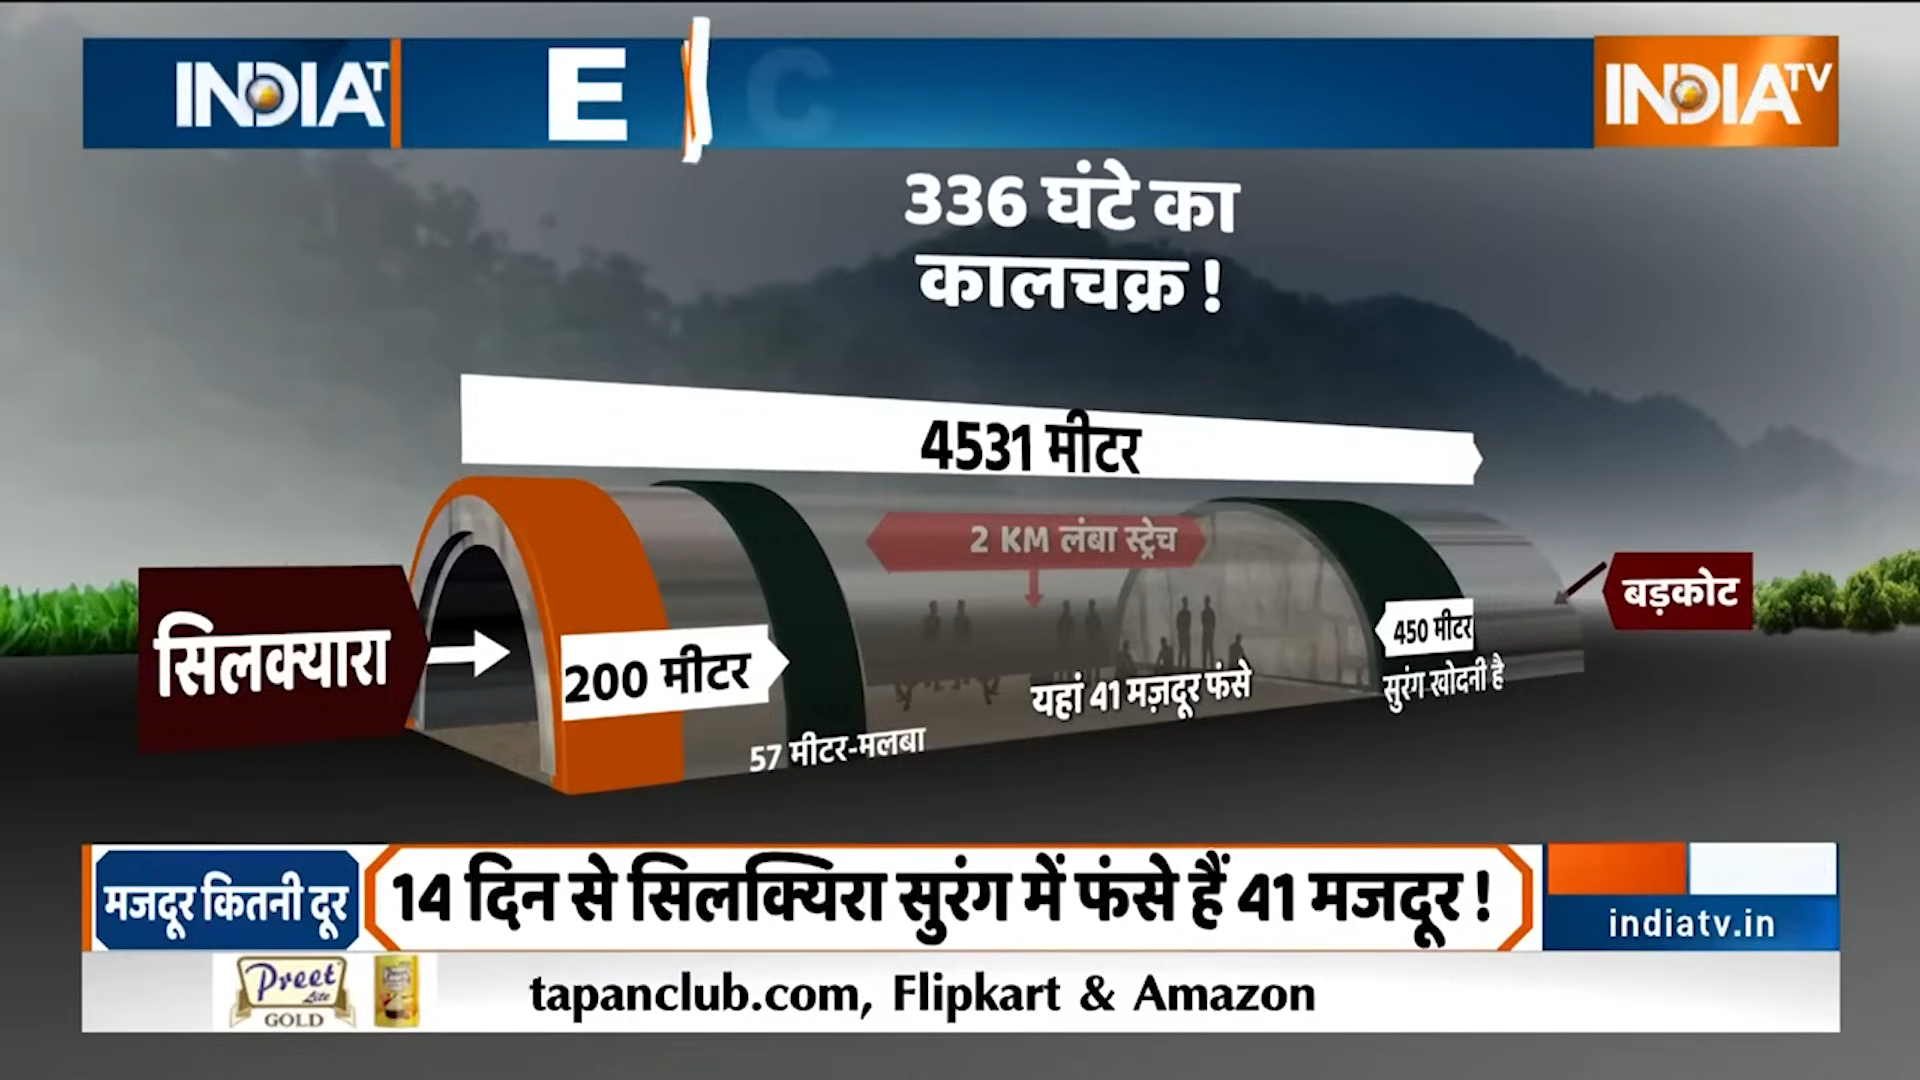 INDIA T
E
C
INDIA TV
336 घंटे का
कालचक्र !
4531 मीटर
2 KM लंबा स्ट्रेच
बड़कोट
सिलक्यारा
200 मीटर
450 मीटर
यहां 41 मज़दूर फंसे
सुरंग खोदनी है
57 मीटर-मलबा
मजदूर कितनी दूर
14 दिन से सिलक्यिरा सुरंग में फंसे हैं 41 मजदूर !
indiatv.in
Preet
Lite
GOLD
tapanclub.com, Flipkart & Amazon